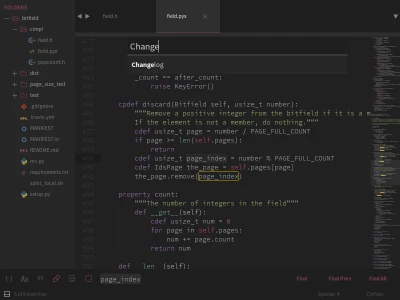 FOLDERS
bitfield
cimpl
field.h
field.pyx
popcount.h
dist
page_size_test
test
.gitignore
.travis.yml
MANIFEST
MANIFEST.in
README.md
mv.py
requirements.txt
sdist_local.sh
setup.py
field.h
field.pyx
Change
Changelog
_count == after_count:
raise KeyError()
cpdef discard(Bitfield self, usize_t number):
"""Remove a positive integer from the bitfield if it is a m
If the element is not a member, do nothing."""
cdef usize_t page = number / PAGE_FULL_COUNT
if page >= len(self.pages):
return
cdef usize_t page_index = number % PAGE_FULL_COUNT
cdef IdsPage the_page = self.pages[page]
the_page.remove(page_index)
property count:
"""The number of integers in the field"""
def __get__(self):
cdef usize_t num = 0
for page in self.pages:
num += page.count
return num
def __len__(self):
page_index
Find
Find Prev
Find All
Spaces: 4
Cython